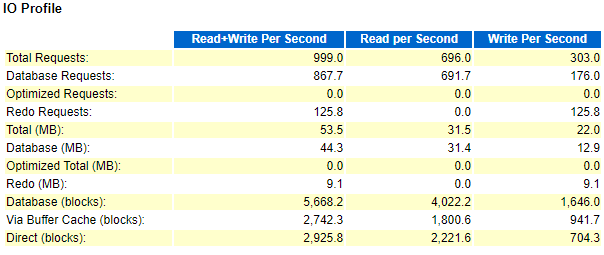 IO Profile
Read+Write Per Second Read per Second Write Per Second
Total Requests: 999.0 696.0 303.0
Database Requests: 867.7 691.7 176.0
Optimized Requests: 0.0 0.0 0.0
Redo Requests: 125.8 0.0 125.8
Total (MB): 53.5 31.5 22.0
Database (MB): 44.3 31.4 12.9
Optimized Total (MB): 0.0 0.0 0.0
Redo (MB): 9.1 0.0 9.1
Database (blocks): 5,668.2 4,022.2 1,646.0
Via Buffer Cache (blocks): 2,742.3 1,800.6 941.7
Direct (blocks): 2,925.8 2,221.6 704.3